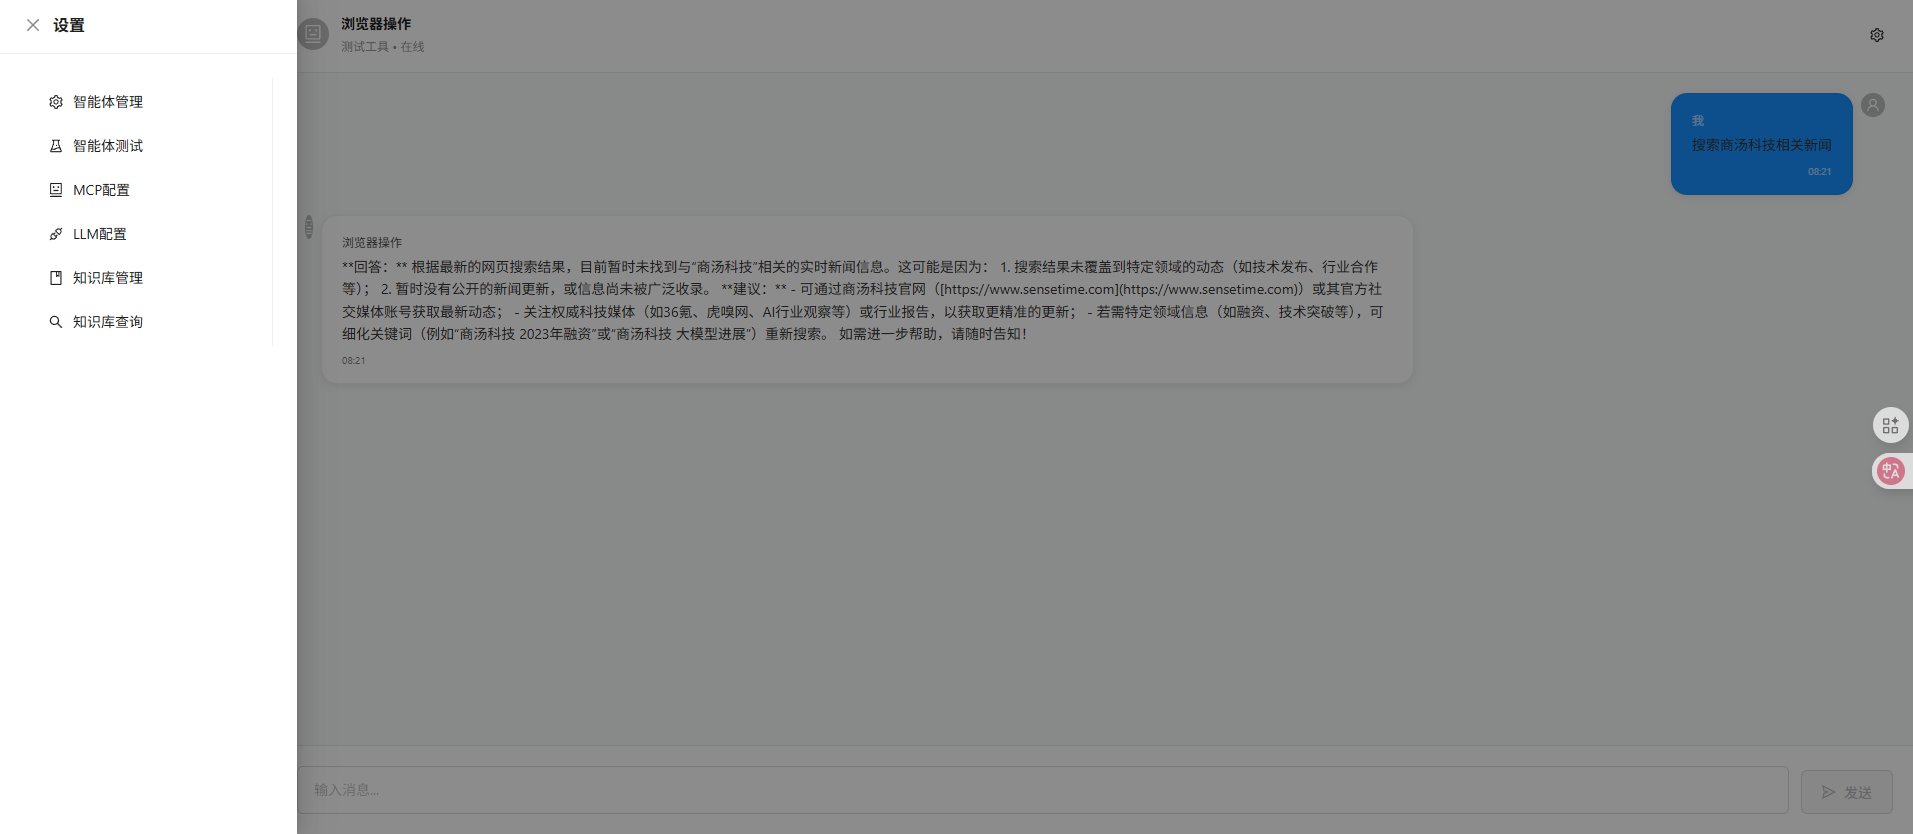 设置
智能体管理
智能体测试
MCP配置
LLM配置
知识库管理
知识库查询
浏览器操作
测试工具 • 在线
我
搜索商汤科技相关新闻
08:21
浏览器操作
**回答：** 根据最新的网页搜索结果，目前暂时未找到与“商汤科技”相关的实时新闻信息。这可能是因为： 1. 搜索结果未覆盖到特定领域的动态（如技术发布、行业合作
等）； 2. 暂时没有公开的新闻更新，或信息尚未被广泛收录。 **建议：** - 可通过商汤科技官网（[https://www.sensetime.com](https://www.sensetime.com)）或其官方社
交媒体账号获取最新动态； - 关注权威科技媒体（如36氪、虎嗅网、AI行业观察等）或行业报告，以获取更精准的更新； - 若需特定领域信息（如融资、技术突破等），可
细化关键词（例如“商汤科技 2023年融资”或“商汤科技 大模型进展”）重新搜索。 如需进一步帮助，请随时告知！
08:21
输入消息...
发送